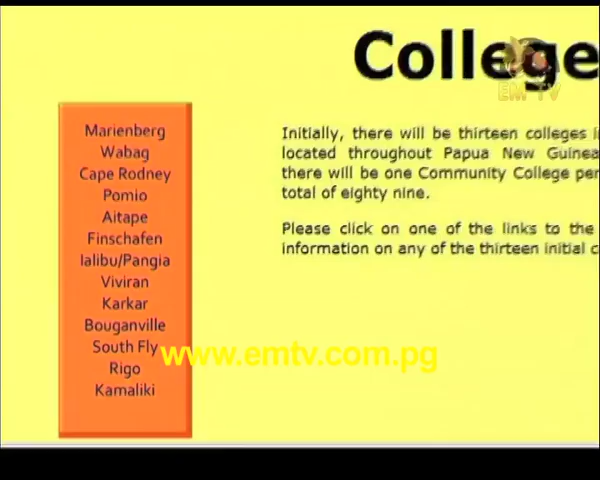 College
EM TV
Marienberg
Wabag
Cape Rodney
Pomio
Aitape
Finschafen
Ialibu/Pangia
Viviran
Karkar
Bouganville
South Fly
Rigo
Kamaliki
Initially, there will be thirteen colleges i
located throughout Papua New Guinea
there will be one Community College per
total of eighty nine.
Please click on one of the links to the
information on any of the thirteen initial c
www.emtv.com.pg